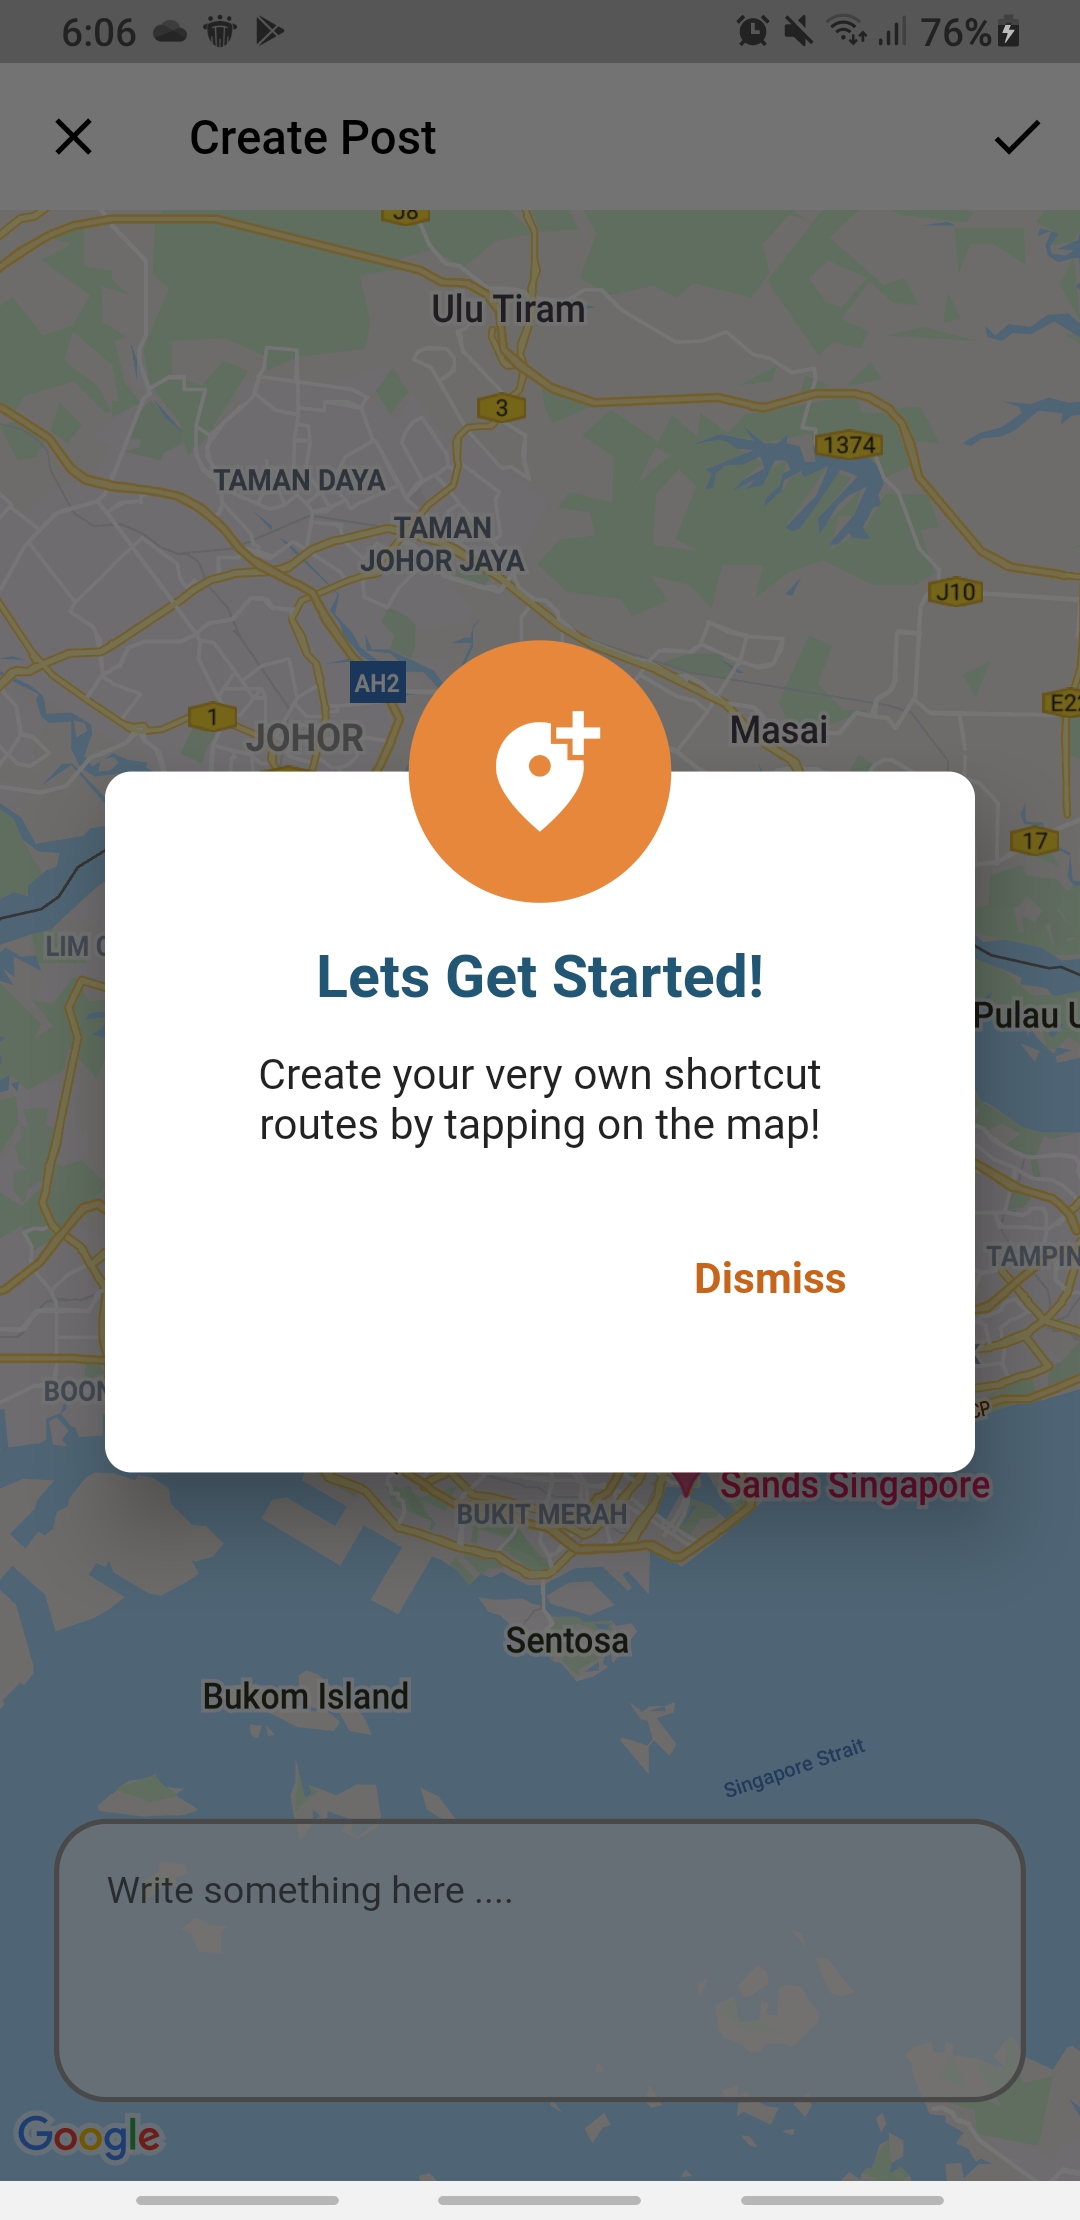 6:06
76%
Create Post
J8
Ulu Tiram
3
1374
TAMAN DAYA
TAMAN
JOHOR JAYA
J10
AH2
1
JOHOR
Masai
E22
17
LIM C
Lets Get Started!
Pulau U
Create your very own shortcut
routes by tapping on the map!
TAMPIN
Dismiss
BOON
CP
Sands Singapore
BUKIT MERAH
Sentosa
Bukom Island
Singapore Strait
Write something here ....
Google